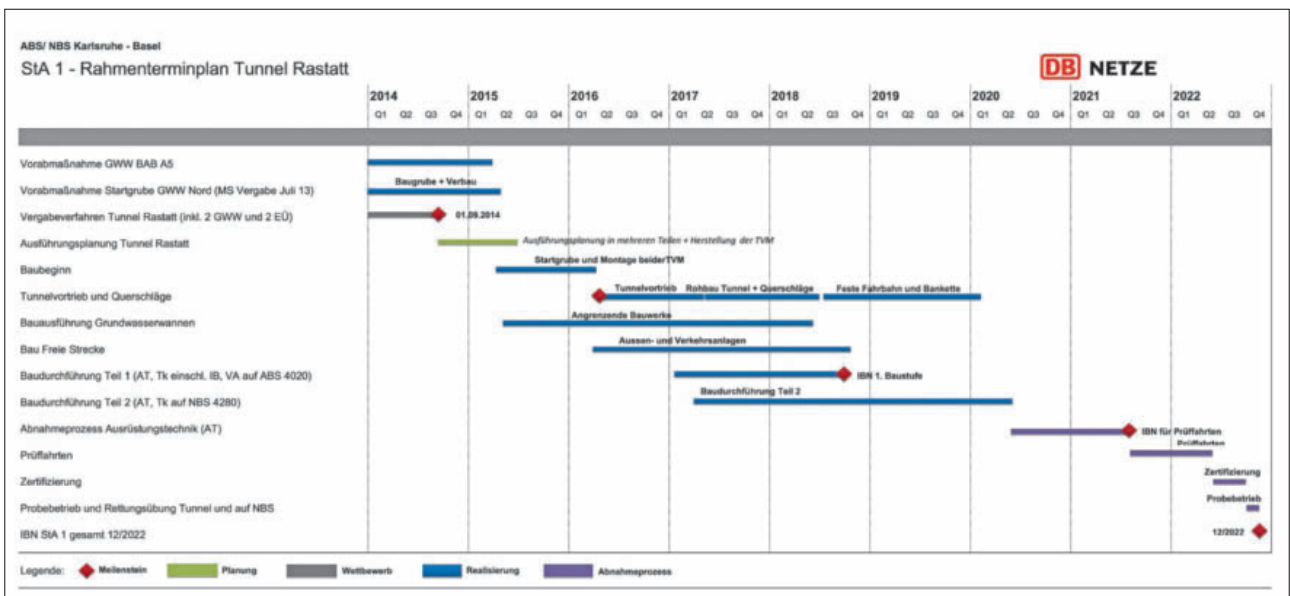 ABS/ NBS Karlsruhe - Basel
StA 1 - Rahmenterminplan Tunnel Rastatt
DB NETZE
2014 2015 2016 2017 2018 2019 2020 2021 2022
Q1 Q2 Q3 Q4 Q1 Q2 Q3 Q4 Q1 Q2 Q3 Q4 Q1 Q2 Q3 Q4 Q1 Q2 Q3 Q4 Q1 Q2 Q3 Q4 Q1 Q2 Q3 Q4 Q1 Q2 Q3 Q4 Q1 Q2 Q3 Q4
Vorabmaßnahme GWW BAB A5
Vorabmaßnahme Startgrube GWW Nord (MS Vergabe Juli 13) Baugrube + Verbau
Vergabeverfahren Tunnel Rastatt (inkl. 2 GWW und 2 EÜ) 01.09.2014
Ausführungsplanung Tunnel Rastatt Ausführungsplanung in mehreren Teilen + Herstellung der TVM
Baubeginn Startgrube und Montage beiderTVM
Tunnelvortrieb und Querschläge Tunnelvortrieb Rohbau Tunnel + Querschläge Feste Fahrbahn und Bankette
Bauausführung Grundwasserwannen Angrenzende Bauwerke
Bau Freie Strecke Aussen- und Verkehrsanlagen
Baudurchführung Teil 1 (AT, Tk einschl. IB, VA auf ABS 4020) IBN 1. Baustufe
Baudurchführung Teil 2 (AT, Tk auf NBS 4280) Baudurchführung Teil 2
Abnahmeprozess Ausrüstungstechnik (AT) IBN für Prüffahrten
Prüffahrten Prüffahrten
Zertifizierung Zertifizierung
Probebetrieb und Rettungsübung Tunnel und auf NBS Probebetrieb
IBN StA 1 gesamt 12/2022 12/2022
Legende: Meilenstein Planung Wettbewerb Realisierung Abnahmeprozess